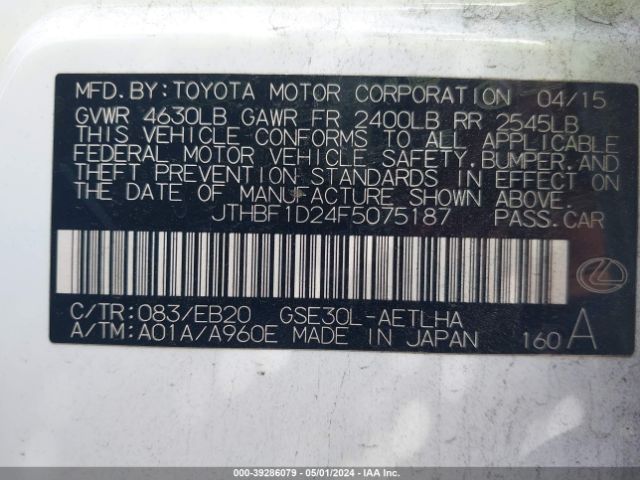 MFD.BY: TOYOTA MOTOR CORPORATION 04/15
GVWR 4630LB GAWR FR 2400LB RR 2545LB
THIS VEHICLE CONFORMS TO ALL APPLICABLE
FEDERAL MOTOR VEHICLE SAFETY, BUMPER, AND
THEFT PREVENTION STANDARDS IN EFFECT ON
THE DATE OF MANUFACTURE SHOWN ABOVE.
JTHBF1D24F5075187 PASS.CAR
C/TR: 083/EB20 GSE30L-AETLHA
A/TM: A01A/A960E MADE IN JAPAN 160 A
000-39286079 - 05/01/2024 - IAA Inc.